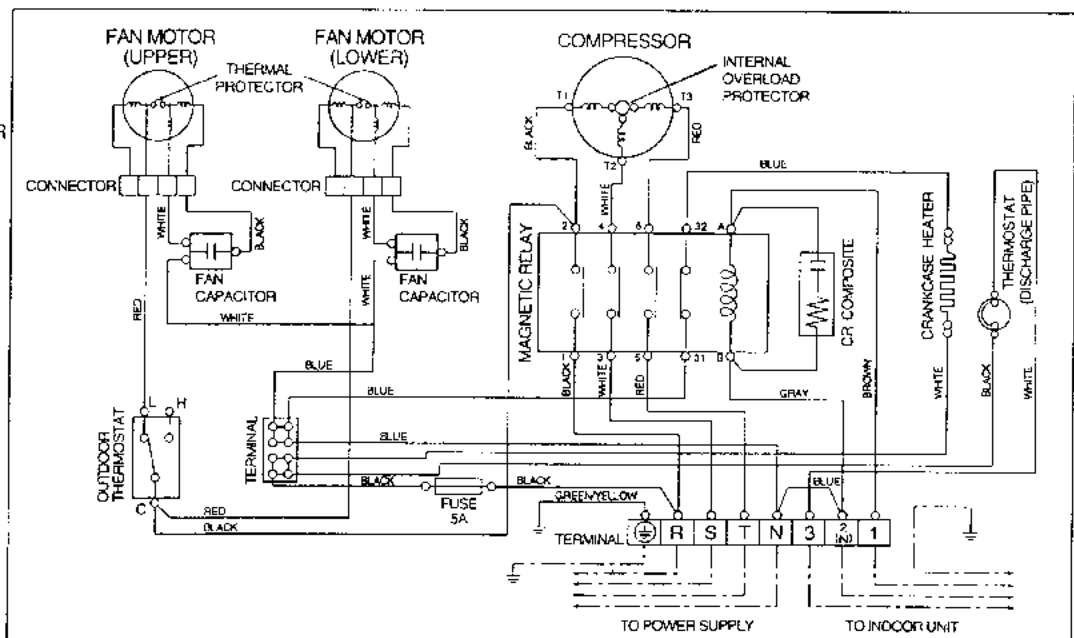 FAN MOTOR
(UPPER)
FAN MOTOR
(LOWER)
COMPRESSOR
THERMAL
PROTECTOR
INTERNAL
OVERLOAD
PROTECTOR
T1
T3
T2
BLACK
RED
WHITE
BLUE
CONNECTOR
CONNECTOR
WHITE
BLACK
WHITE
BLACK
2
4
6
32
A
FAN
CAPACITOR
FAN
CAPACITOR
RED
WHITE
WHITE
MAGNETIC RELAY
CR COMPOSITE
CRANKCASE HEATER
THERMOSTAT
(DISCHARGE PIPE)
1
3
5
31
B
BLACK
WHITE
RED
GRAY
BROWN
WHITE
BLACK
WHITE
BLUE
BLUE
BLUE
L
H
OUTDOOR
THERMOSTAT
C
TERMINAL
BLACK
FUSE
5A
BLACK
BLUE
GREEN/YELLOW
RED
BLACK
TERMINAL
R
S
T
N
3
2
(N)
1
TO POWER SUPPLY
TO INDOOR UNIT